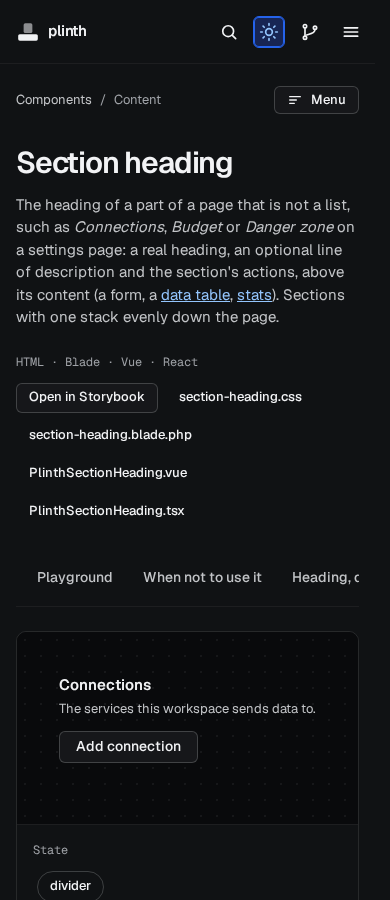 plinth
Components / Content
Menu
Section heading
The heading of a part of a page that is not a list,
such as Connections, Budget or Danger zone on
a settings page: a real heading, an optional line
of description and the section's actions, above
its content (a form, a data table, stats). Sections
with one stack evenly down the page.
HTML · Blade · Vue · React
Open in Storybook
section-heading.css
section-heading.blade.php
PlinthSectionHeading.vue
PlinthSectionHeading.tsx
Playground
When not to use it
Heading,
Connections
The services this workspace sends data to.
Add connection
State
divider